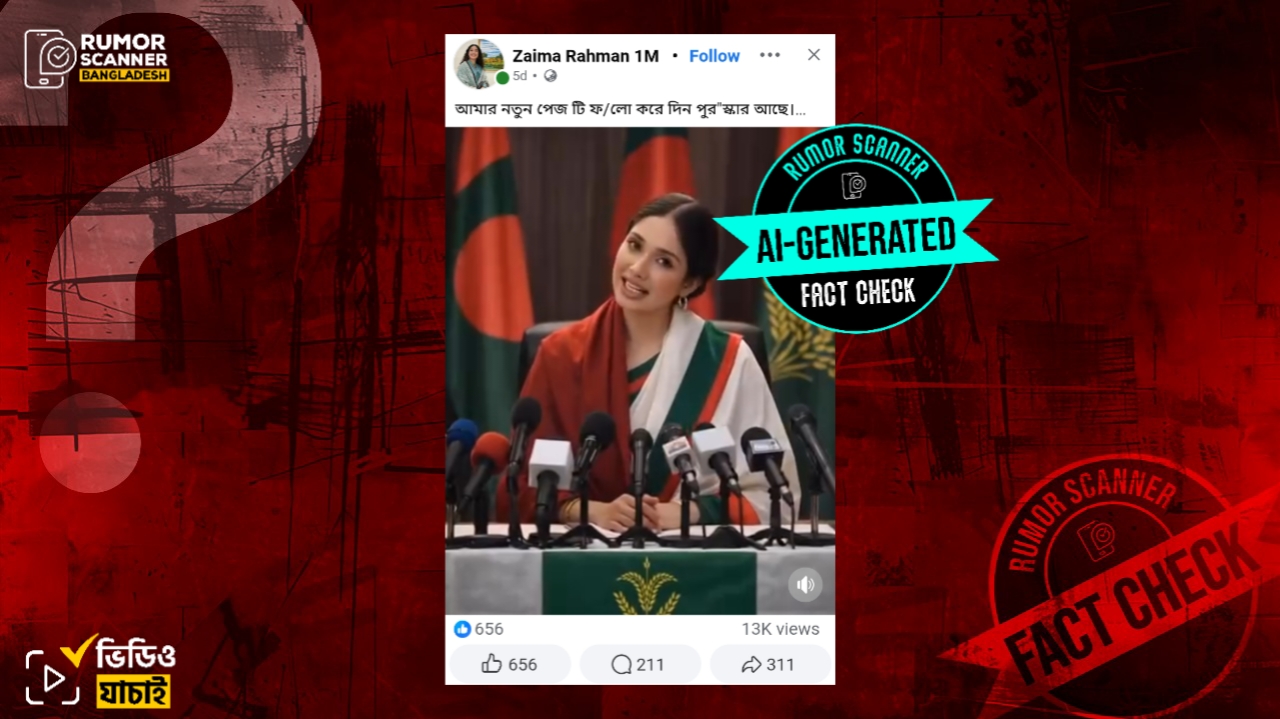 RUMOR
SCANNER
BANGLADESH
Zaima Rahman 1M • Follow
5d
আমার নতুন পেজ টি ফ/লো করে দিন পুর"স্কার আছে।...
RUMOR SCANNER
AI-GENERATED
FACT CHECK
656
13K views
656
211
311
RUMOR SCANNER
FACT CHECK
ভিডিও
যাচাই